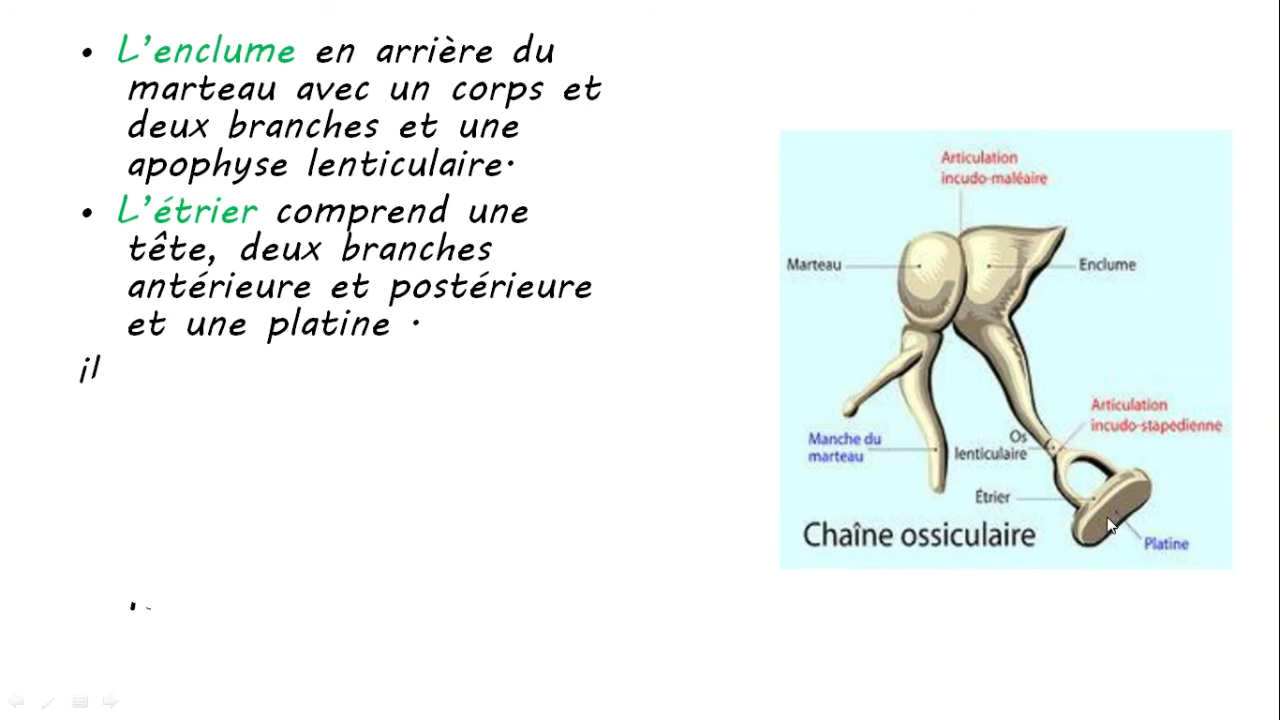 • L'enclume en arrière du
marteau avec un corps et
deux branches et une
apophyse lenticulaire.
• L'étrier comprend une
tête, deux branches
antérieure et postérieure
et une platine .
il
Articulation
incudo-maléaire
Marteau
Enclume
Articulation
incudo-stapédienne
Manche du
marteau
Os
lenticulaire
Étrier
Chaîne ossiculaire
Platine